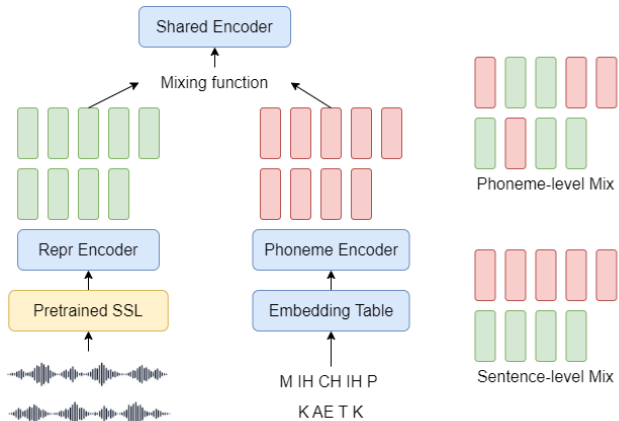 Shared Encoder
Mixing function
Repr Encoder
Phoneme Encoder
Pretrained SSL
Embedding Table
M IH CH IH P
K AE T K
Phoneme-level Mix
Sentence-level Mix